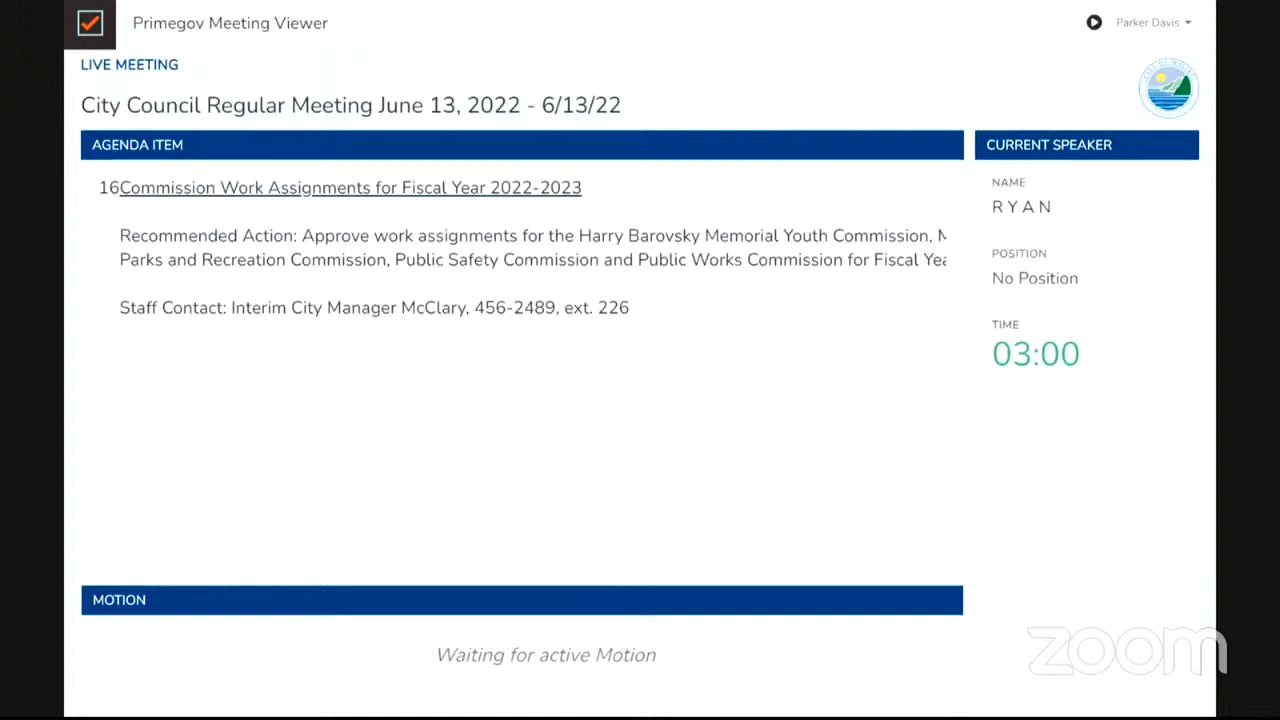 Primegov Meeting Viewer
Parker Davis
LIVE MEETING
City Council Regular Meeting June 13, 2022 - 6/13/22
AGENDA ITEM
CURRENT SPEAKER
16Commission Work Assignments for Fiscal Year 2022-2023
Recommended Action: Approve work assignments for the Harry Barovsky Memorial Youth Commission,
Parks and Recreation Commission, Public Safety Commission and Public Works Commission for Fiscal
Staff Contact: Interim City Manager McClary, 456-2489, ext. 226
NAME
R Y A N
POSITION
No Position
TIME
03:00
MOTION
Waiting for active Motion
zoom